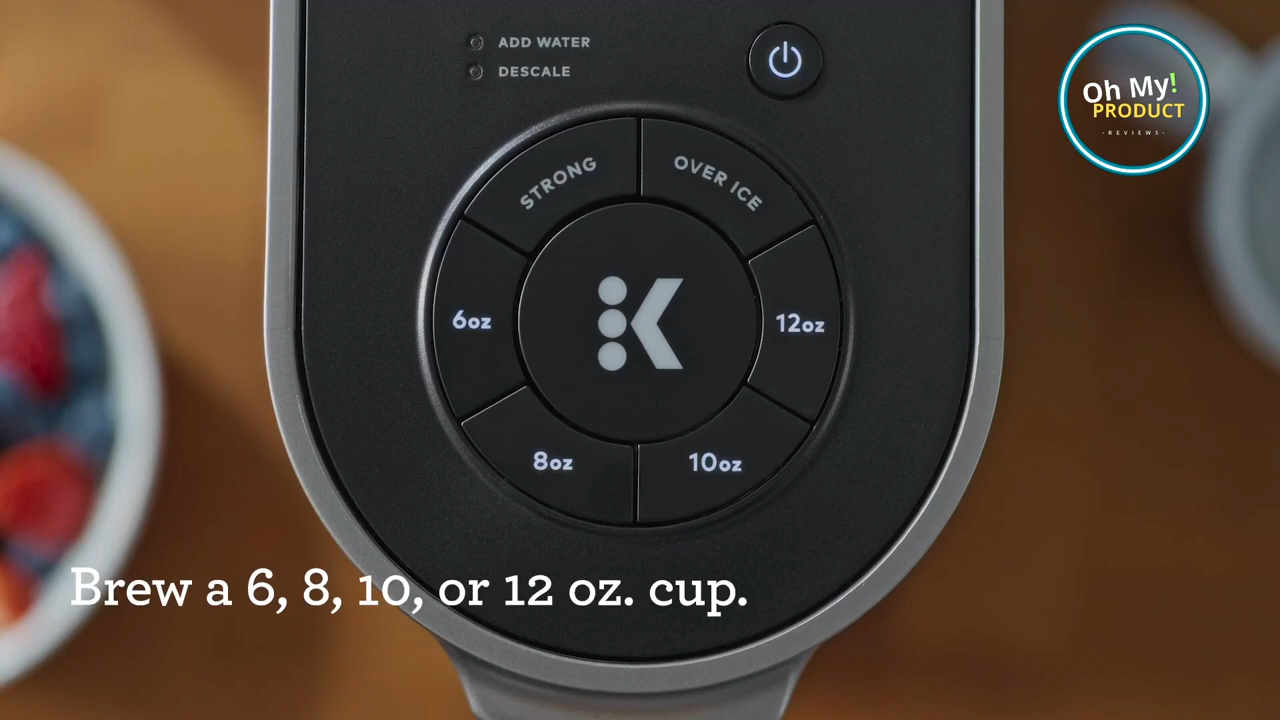 ADD WATER
DESCALE
Oh My!
PRODUCT
- REVIEWS -
STRONG
OVER ICE
6oz
K
12oz
8oz
10oz
Brew a 6, 8, 10, or 12 oz. cup.